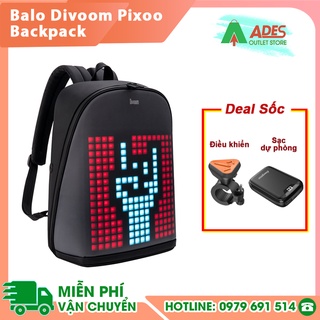 Balo Divoom Pixoo
Backpack
ADES
OUTLET STORE
Deal Sốc
Điều khiển
Sạc
dự phòng
MIỄN PHÍ
VẬN CHUYỂN
HOTLINE: 0979 691 514